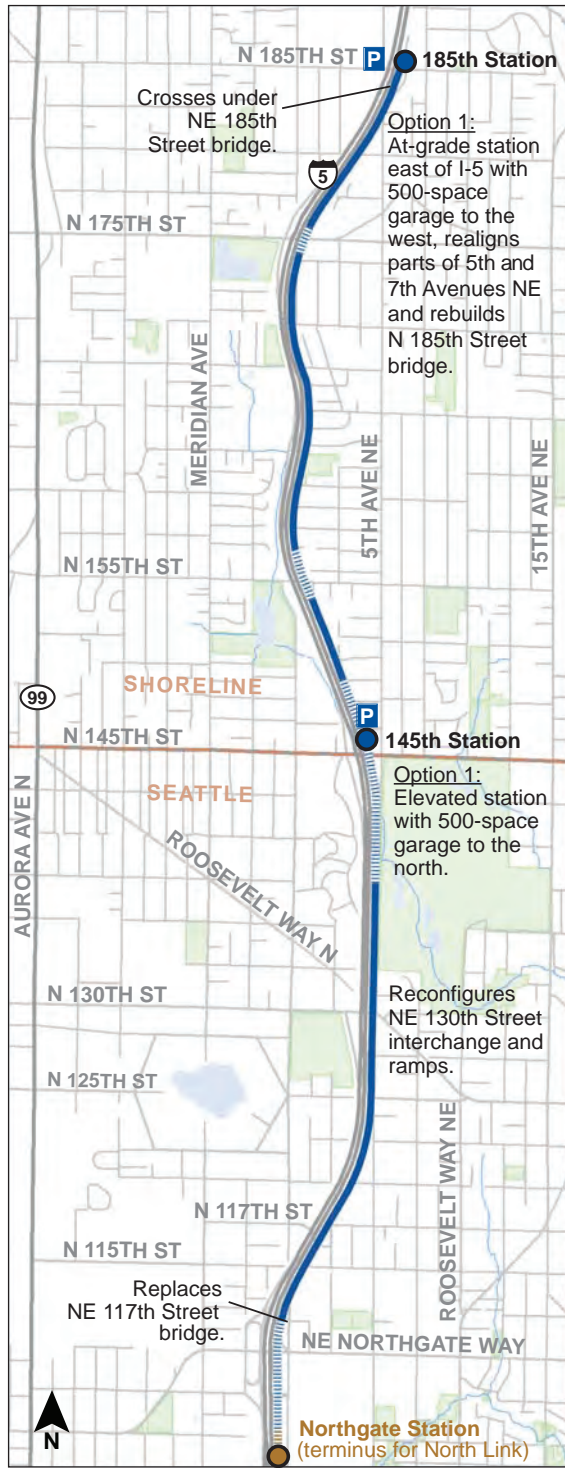 N 185TH ST
P
185th Station
Crosses under
NE 185th
Street bridge.
Option 1:
At-grade station
east of I-5 with
500-space
garage to the
west, realigns
parts of 5th and
7th Avenues NE
and rebuilds
N 185th Street
bridge.
5
N 175TH ST
MERIDIAN AVE
5TH AVE NE
15TH AVE NE
N 155TH ST
SHORELINE
99
P
N 145TH ST
145th Station
SEATTLE
Option 1:
Elevated station
with 500-space
garage to the
north.
AURORA AVE N
ROOSEVELT WAY N
N 130TH ST
Reconfigures
NE 130th Street
interchange and
ramps.
N 125TH ST
ROOSEVELT WAY NE
N 117TH ST
N 115TH ST
Replaces
NE 117th Street
bridge.
NE NORTHGATE WAY
N
Northgate Station
(terminus for North Link)